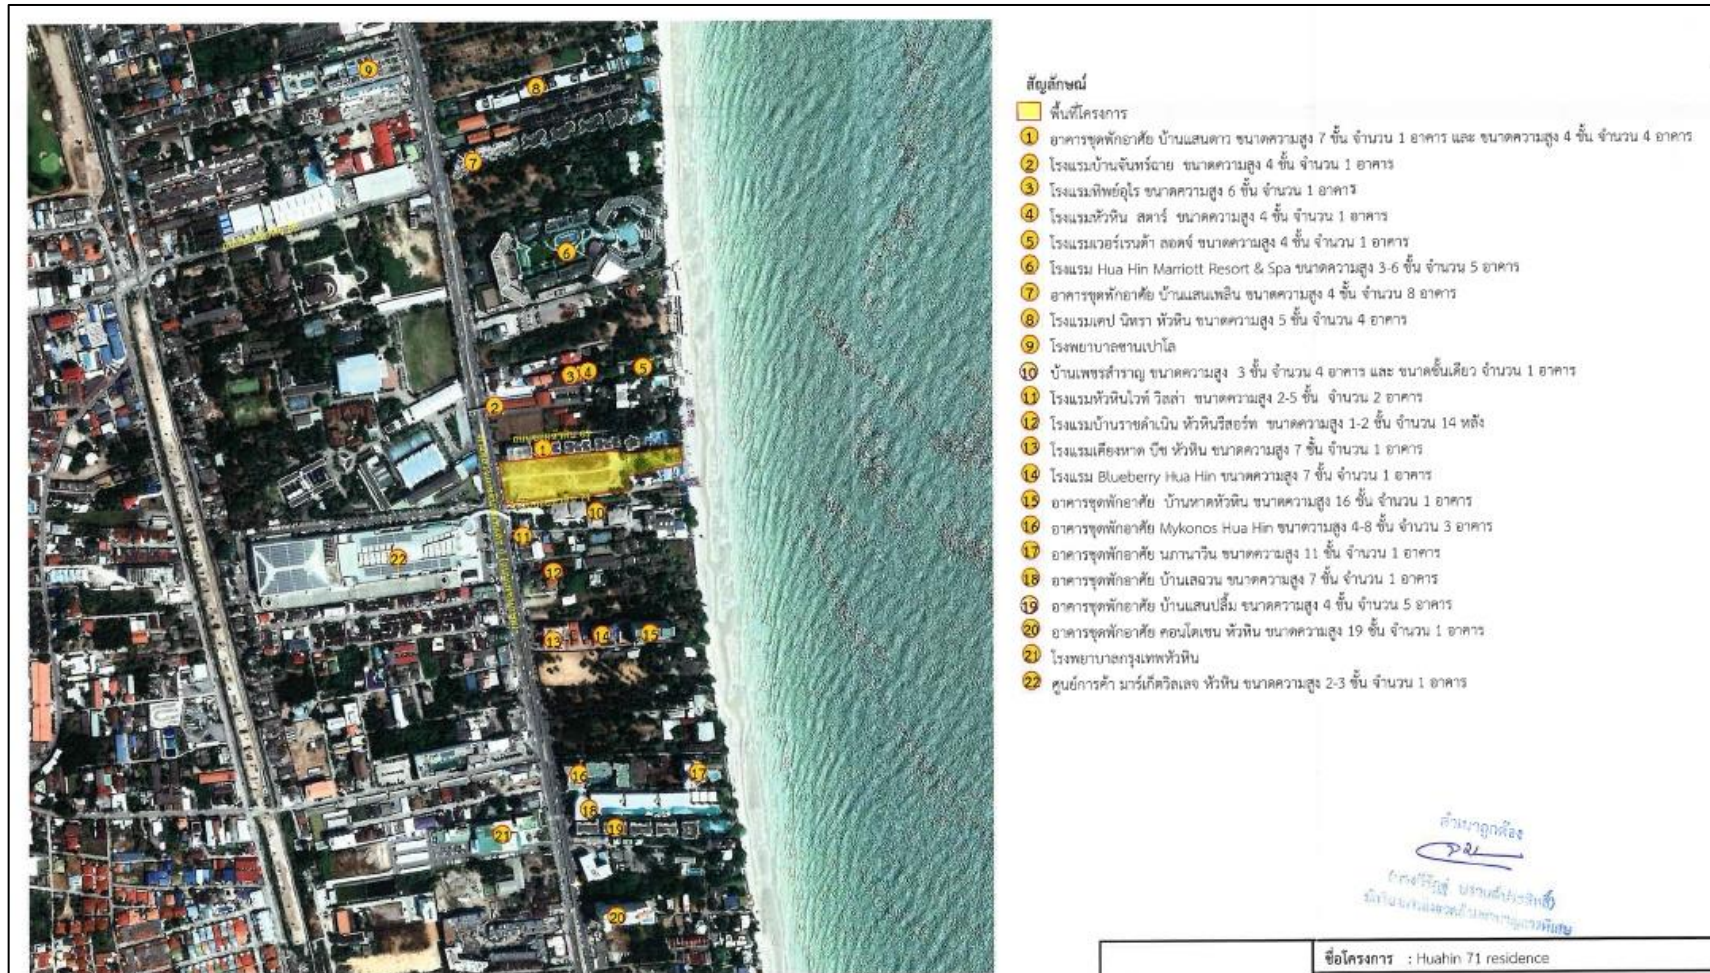 สัญลักษณ์
พื้นที่โครงการ
1 อาคารชุดพักอาศัย บ้านแสนดาว ขนาดความสูง 7 ชั้น จำนวน 1 อาคาร และ ขนาดความสูง 4 ชั้น จำนวน 4 อาคาร
2 โรงแรมบ้านจันทร์ฉาย ขนาดความสูง 4 ชั้น จำนวน 1 อาคาร
3 โรงแรมทิพย์อุไร ขนาดความสูง 6 ชั้น จำนวน 1 อาคาร
4 โรงแรมหัวหิน สตาร์ ขนาดความสูง 4 ชั้น จำนวน 1 อาคาร
5 โรงแรมเวอร์เรนด้า ลอดจ์ ขนาดความสูง 4 ชั้น จำนวน 1 อาคาร
6 โรงแรม Hua Hin Marriott Resort & Spa ขนาดความสูง 3-6 ชั้น จำนวน 5 อาคาร
7 อาคารชุดพักอาศัย บ้านแสนเพลิน ขนาดความสูง 4 ชั้น จำนวน 8 อาคาร
8 โรงแรมเคป นิทรา หัวหิน ขนาดความสูง 5 ชั้น จำนวน 4 อาคาร
9 โรงพยาบาลซานเปาโล
10 บ้านเพชรสำราญ ขนาดความสูง 3 ชั้น จำนวน 4 อาคาร และ ขนาดชั้นเดียว จำนวน 1 อาคาร
11 โรงแรมหัวหินไวท์ วิลล่า ขนาดความสูง 2-5 ชั้น จำนวน 2 อาคาร
12 โรงแรมบ้านราชดำเนิน หัวหินรีสอร์ท ขนาดความสูง 1-2 ชั้น จำนวน 14 หลัง
13 โรงแรมเคียงหาด บีช หัวหิน ขนาดความสูง 7 ชั้น จำนวน 1 อาคาร
14 โรงแรม Blueberry Hua Hin ขนาดความสูง 7 ชั้น จำนวน 1 อาคาร
15 อาคารชุดพักอาศัย บ้านหาดหัวหิน ขนาดความสูง 16 ชั้น จำนวน 1 อาคาร
16 อาคารชุดพักอาศัย Mykonos Hua Hin ขนาดวามสูง 4-8 ชั้น จำนวน 3 อาคาร
17 อาคารชุดพักอาศัย นภานาวิน ขนาดความสูง 11 ชั้น จำนวน 1 อาคาร
18 อาคารชุดพักอาศัย บ้านเสฉวน ขนาดความสูง 7 ชั้น จำนวน 1 อาคาร
19 อาคารชุดพักอาศัย บ้านแสนปลื้ม ขนาดความสูง 4 ชั้น จำนวน 5 อาคาร
20 อาคารชุดพักอาศัย คอนโดเชน หัวหิน ขนาดความสูง 19 ชั้น จำนวน 1 อาคาร
21 โรงพยาบาลกรุงเทพหัวหิน
22 ศูนย์การค้า มาร์เก็ตวิลเลจ หัวหิน ขนาดความสูง 2-3 ชั้น จำนวน 1 อาคาร
9
8
7
6
3 4 5
2
1
10
11
22
12
13 14 15
16 17
18
19
21
20
สำเนาถูกต้อง
ชื่อโครงการ : Huahin 71 residence